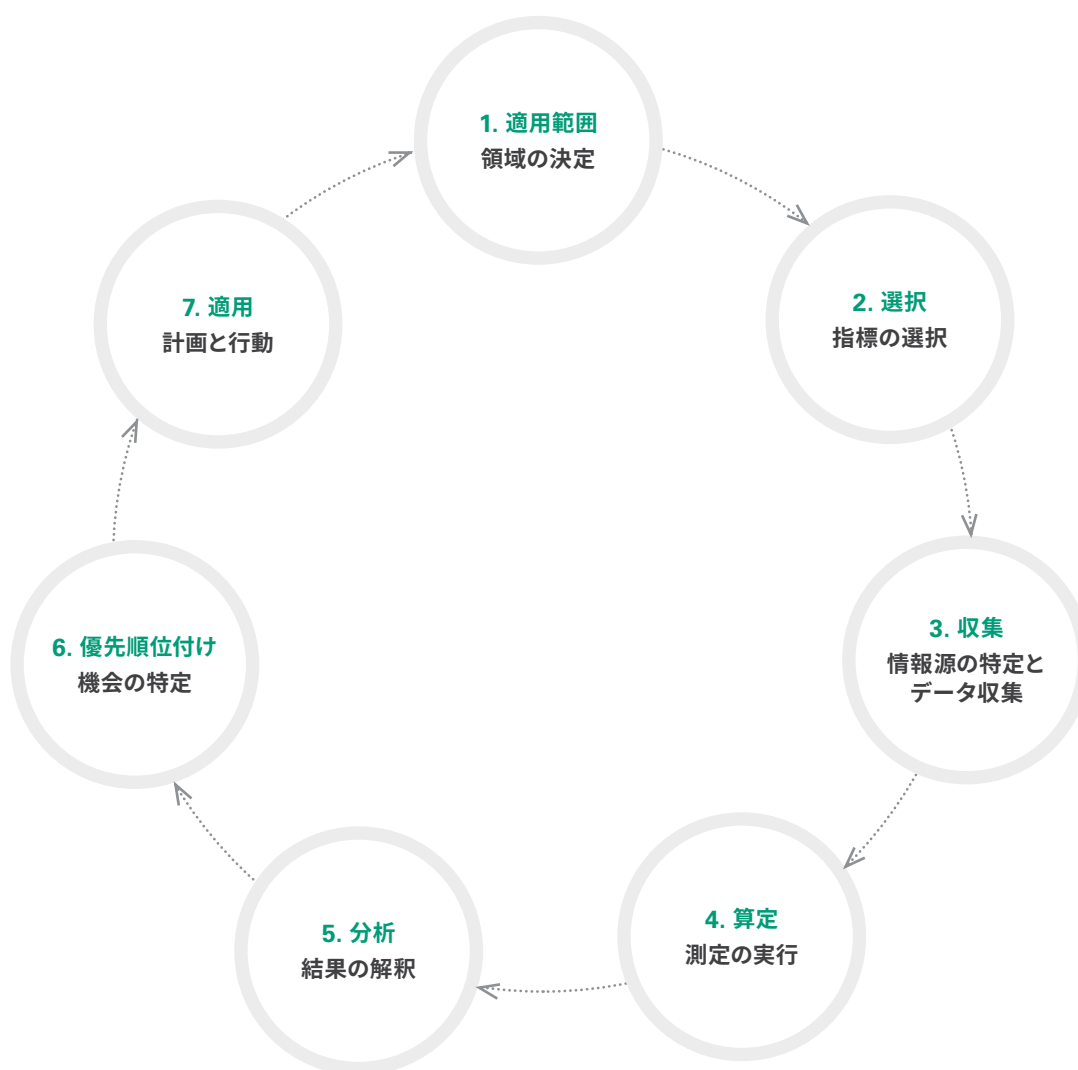 1. 適用範囲
領域の決定
2. 選択
指標の選択
3. 収集
情報源の特定と
データ収集
4. 算定
測定の実行
5. 分析
結果の解釈
6. 優先順位付け
機会の特定
7. 適用
計画と行動